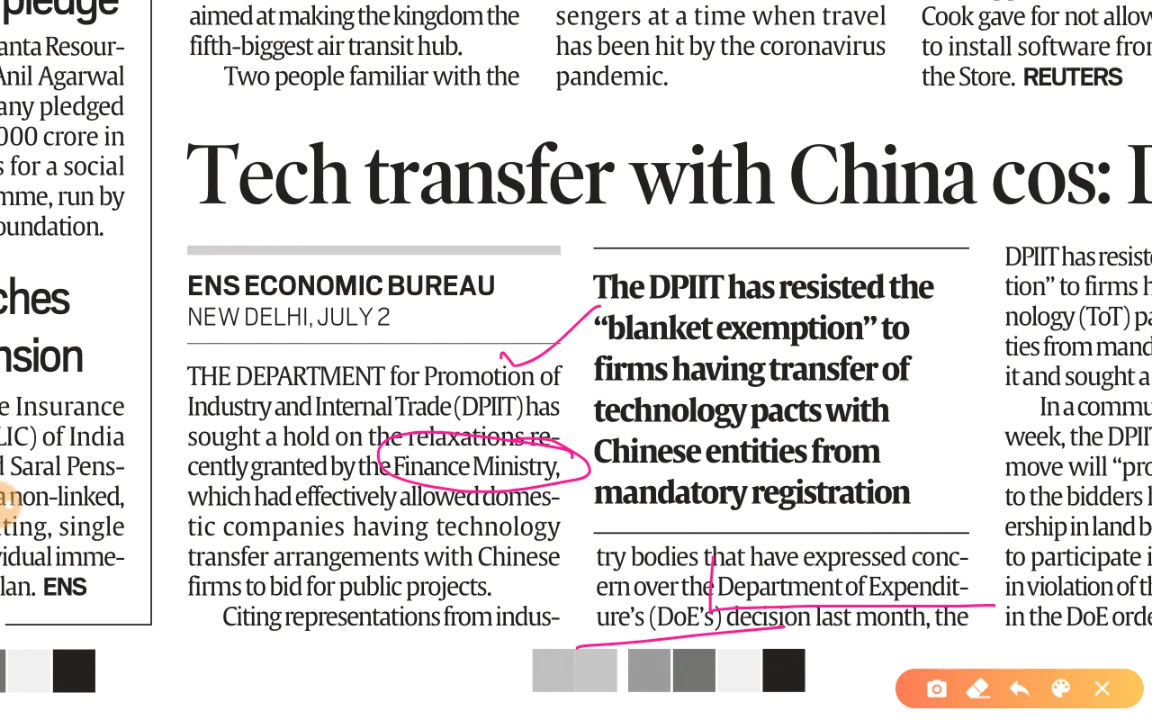 pledge
anta Resour-
Anil Agarwal
any pledged
000 crore in
s for a social
mme, run by
oundation.
ches
nsion
e Insurance
LIC) of India
d Saral Pens-
a non-linked,
ting, single
vidual imme-
lan. ENS
aimed at making the kingdom the
fifth-biggest air transit hub.
Two people familiar with the
sengers at a time when travel
has been hit by the coronavirus
pandemic.
Cook gave for not allow
to install software fro
the Store. REUTERS
Tech transfer with China cos: D
ENS ECONOMIC BUREAU
NEW DELHI, JULY 2
THE DEPARTMENT for Promotion of
Industry and Internal Trade (DPIIT) has
sought a hold on the relaxations re-
cently granted by the Finance Ministry,
which had effectively allowed domes-
tic companies having technology
transfer arrangements with Chinese
firms to bid for public projects.
Citing representations from indus-
The DPIIT has resisted the
“blanket exemption” to
firms having transfer of
technology pacts with
Chinese entities from
mandatory registration
try bodies that have expressed conc-
ern over the Department of Expendit-
ure’s (DoE’s) decision last month, the
DPIIT has resiste
tion” to firms h
nology (ToT) pa
ties from mand
it and sought a
In a commu
week, the DPII
move will “pro
to the bidders h
ership in land b
to participate i
in violation of th
in the DoE orde